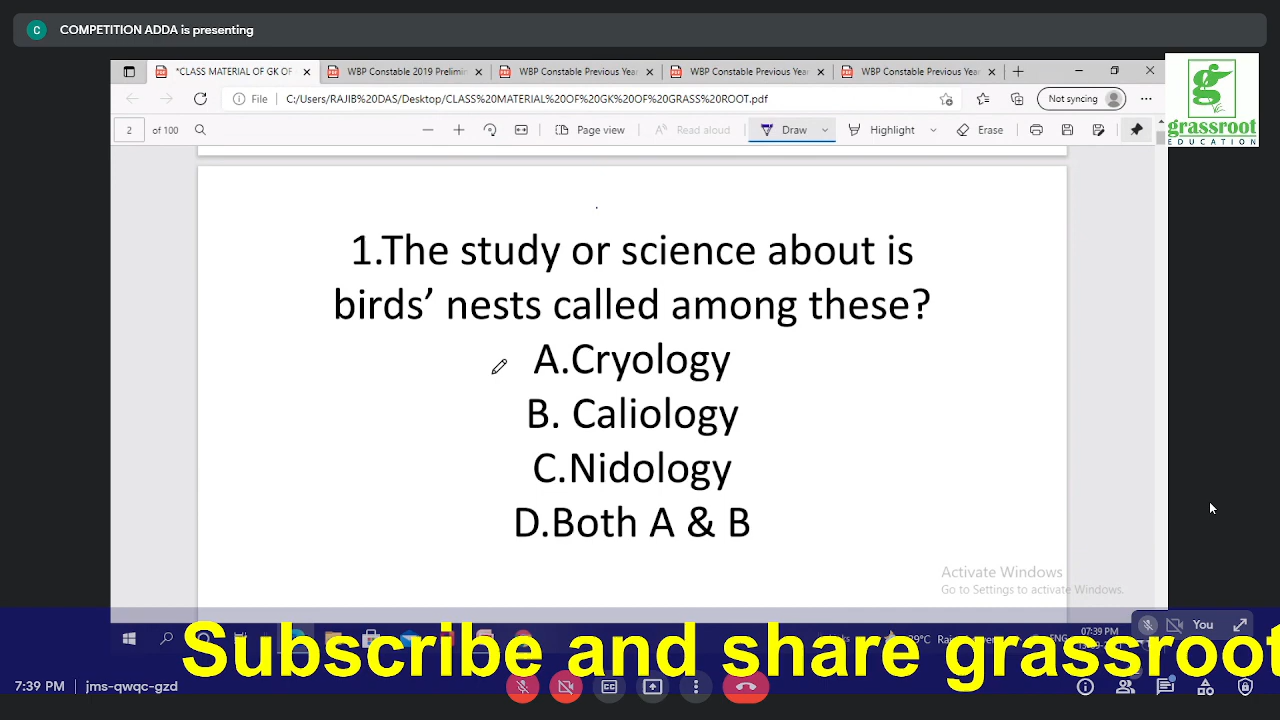 C COMPETITION ADDA is presenting
*CLASS MATERIAL OF GK OF
WBP Constable 2019 Prelimin
WBP Constable Previous Year
WBP Constable Previous Year
WBP Constable Previous Year
File C:/Users/RAJIB%20DAS/Desktop/CLASS%20MATERIAL%20OF%20GK%20OF%20GRASS%20ROOT.pdf
Not syncing
2 of 100
Page view
Read aloud
Draw
Highlight
Erase
grassroot
EDUCATION
1.The study or science about is
birds’ nests called among these?
A.Cryology
B. Caliology
C.Nidology
D.Both A & B
Activate Windows
Go to Settings to activate Windows.
07:39 PM
You
Subscribe and share grassroot
7:39 PM jms-qwqc-gzd